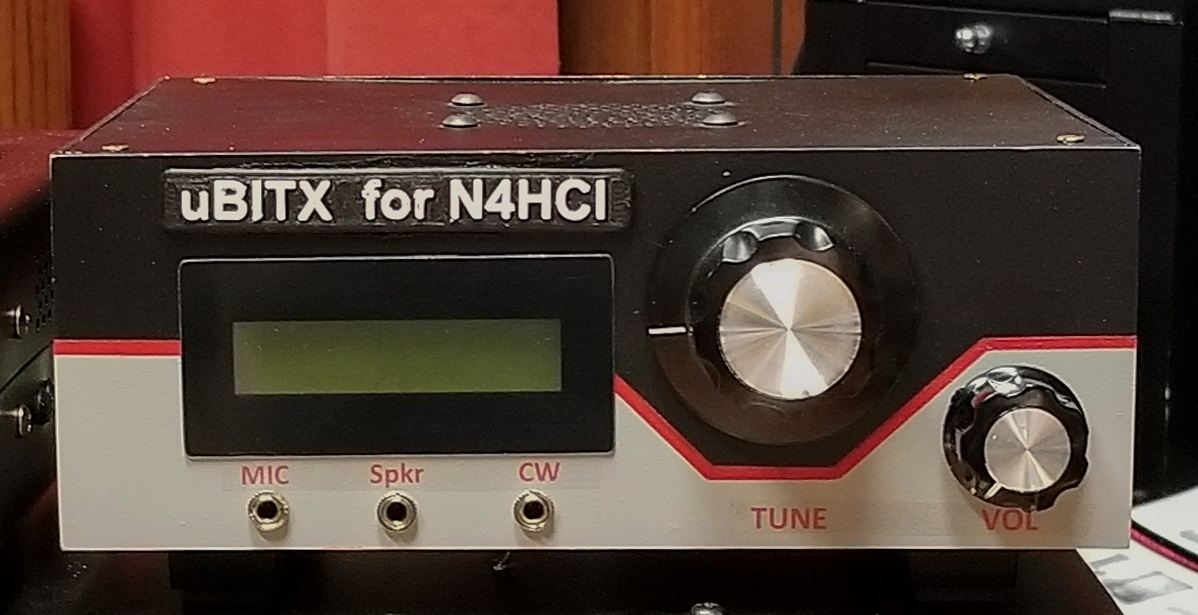 uBITX for N4HCI
MIC Spkr CW
TUNE VOL